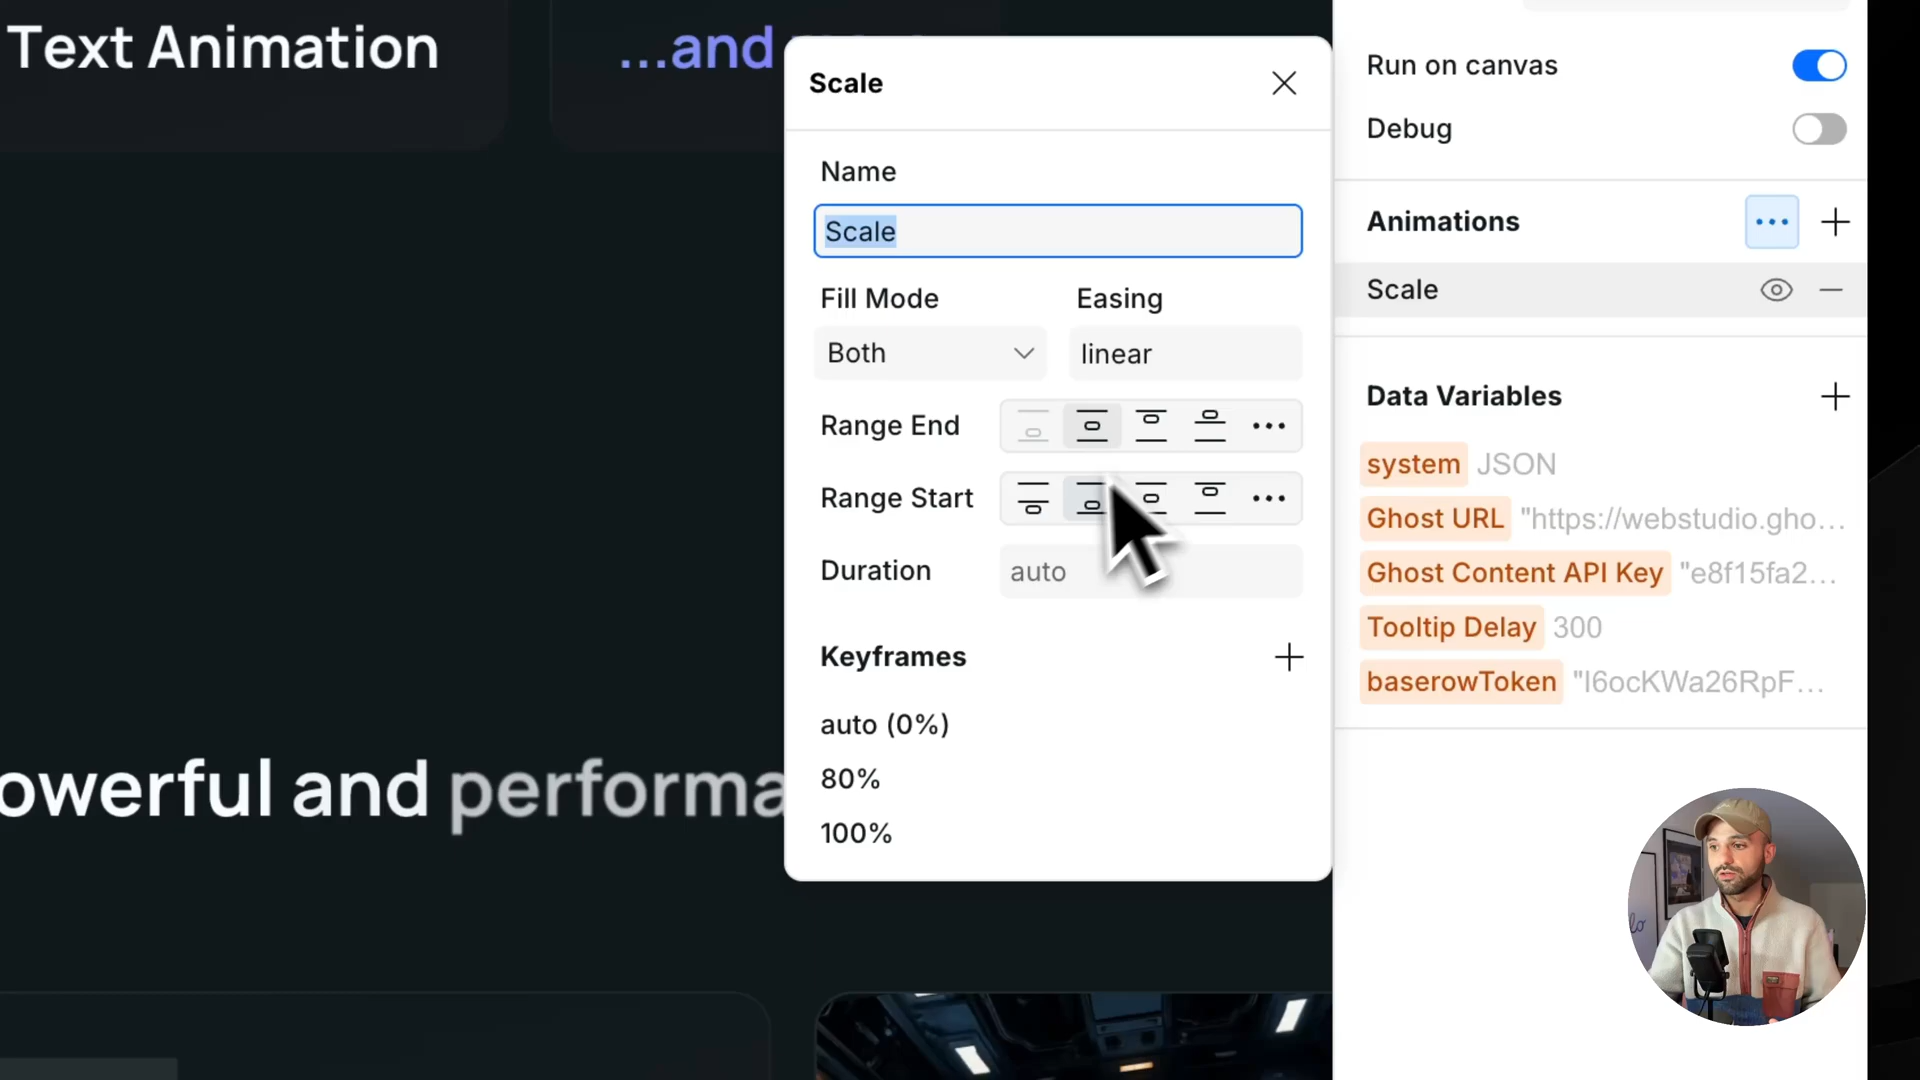 Text Animation
...and
Scale
Name
Scale
Fill Mode
Easing
Both
linear
Range End
Range Start
Duration
auto
Keyframes
auto (0%)
80%
100%
owerful and performa
Run on canvas
Debug
Animations
Scale
Data Variables
system JSON
Ghost URL "https://webstudio.gho...
Ghost Content API Key "e8f15fa2...
Tooltip Delay 300
baserowToken "l6ocKWa26RpF...